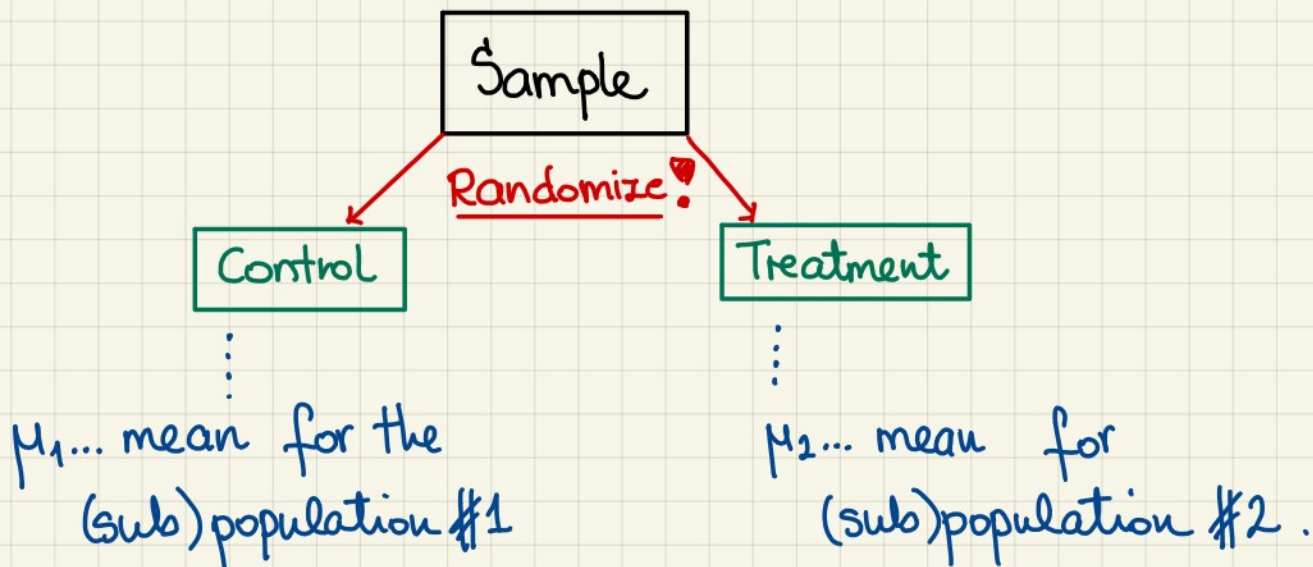 Sample
Randomize!
Control
Treatment
μ₁... mean for the
(sub)population #1
μ₂... mean for
(sub)population #2.